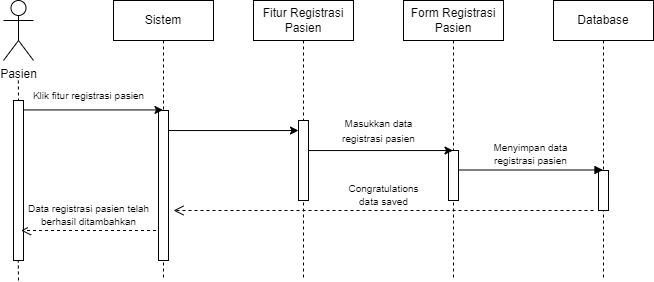 Pasien
Sistem
Fitur Registrasi
Pasien
Form Registrasi
Pasien
Database
Klik fitur registrasi pasien
Masukkan data
registrasi pasien
Menyimpan data
registrasi pasien
Congratulations
data saved
Data registrasi pasien telah
berhasil ditambahkan